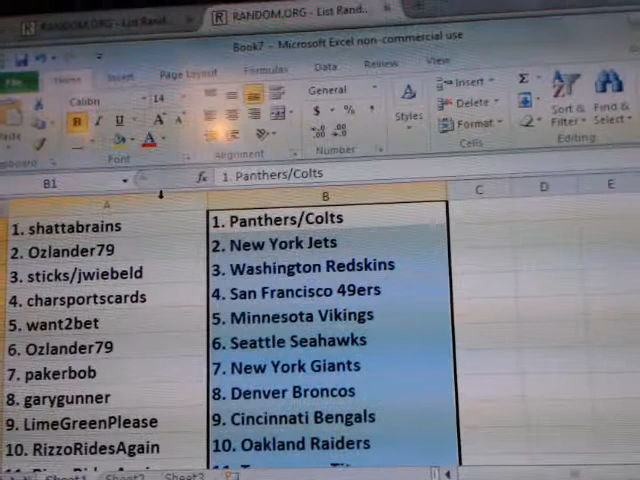 RANDOM.ORG - List Rand..
RANDOM.ORG - List Rand..
Book7 - Microsoft Excel non-commercial use
Home Insert Page Layout Formulas Data Review View
Paste
Calibri 14
B I U A A
General
$ % ,
Styles
Insert
Delete
Format
Σ
Sort & Filter
Find & Select
Font Alignment Number Cells Editing
B1 fx 1. Panthers/Colts
A B C D E
1. shattabrains 1. Panthers/Colts
2. Ozlander79 2. New York Jets
3. sticks/jwiebeld 3. Washington Redskins
4. charsportscards 4. San Francisco 49ers
5. want2bet 5. Minnesota Vikings
6. Ozlander79 6. Seattle Seahawks
7. pakerbob 7. New York Giants
8. garygunner 8. Denver Broncos
9. LimeGreenPlease 9. Cincinnati Bengals
10. RizzoRidesAgain 10. Oakland Raiders
Sheet1 Sheet2 Sheet3